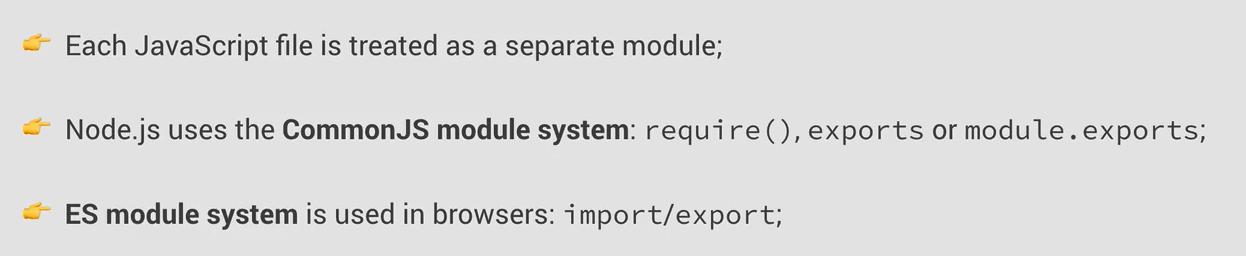 👉 Each JavaScript file is treated as a separate module;
👉 Node.js uses the CommonJS module system: require(), exports or module.exports;
👉 ES module system is used in browsers: import/export;